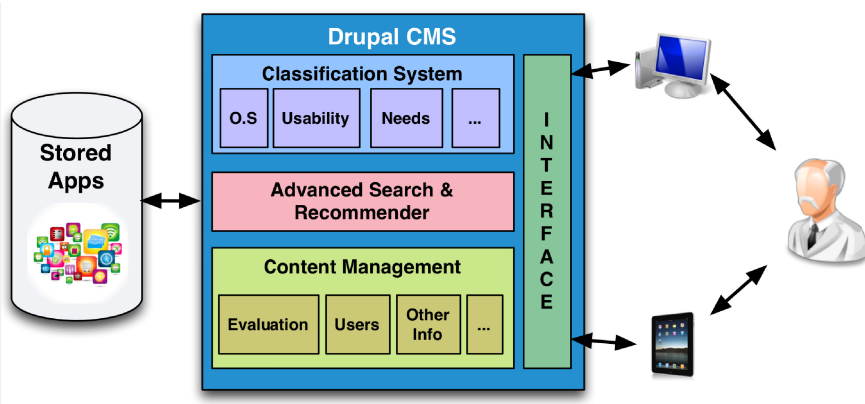 Drupal CMS
Classification System
O.S
Usability
Needs
...
Stored
Apps
Advanced Search &
Recommender
Content Management
Evaluation
Users
Other
Info
...
I
N
T
E
R
F
A
C
E